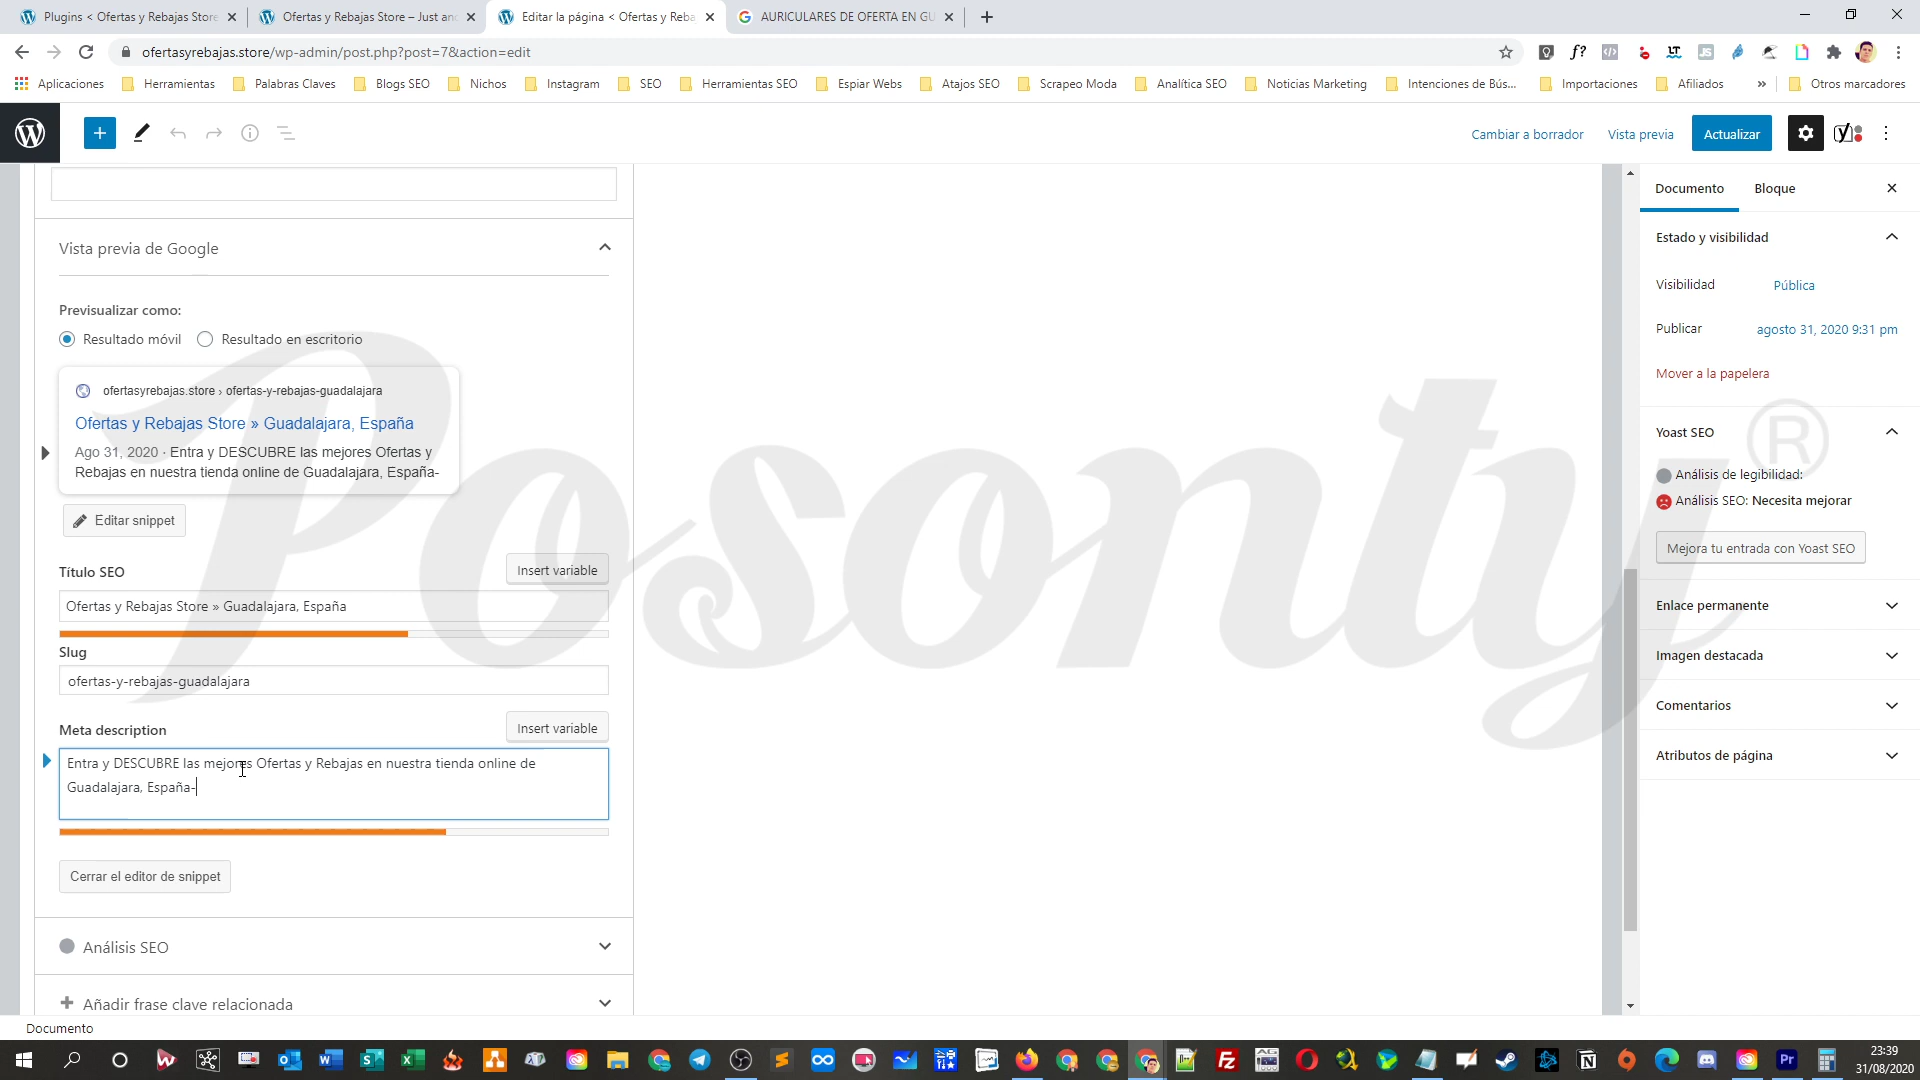 Plugins < Ofertas y Rebajas Store
Ofertas y Rebajas Store – Just an
Editar la página < Ofertas y Reba
AURICULARES DE OFERTA EN GU
ofertasyrebajas.store/wp-admin/post.php?post=7&action=edit
Aplicaciones
Herramientas
Palabras Claves
Blogs SEO
Nichos
Instagram
SEO
Herramientas SEO
Espiar Webs
Atajos SEO
Scrapeo Moda
Analítica SEO
Noticias Marketing
Intenciones de Bús...
Importaciones
Afiliados
»
Otros marcadores
Cambiar a borrador
Vista previa
Actualizar
Documento
Bloque
Vista previa de Google
Previsualizar como:
Resultado móvil
Resultado en escritorio
ofertasyrebajas.store › ofertas-y-rebajas-guadalajara
Ofertas y Rebajas Store » Guadalajara, España
Ago 31, 2020 · Entra y DESCUBRE las mejores Ofertas y
Rebajas en nuestra tienda online de Guadalajara, España-
Editar snippet
Título SEO
Insert variable
Ofertas y Rebajas Store » Guadalajara, España
Slug
ofertas-y-rebajas-guadalajara
Meta description
Insert variable
Entra y DESCUBRE las mejores Ofertas y Rebajas en nuestra tienda online de
Guadalajara, España-
Cerrar el editor de snippet
Análisis SEO
Añadir frase clave relacionada
Documento
Estado y visibilidad
Visibilidad
Pública
Publicar
agosto 31, 2020 9:31 pm
Mover a la papelera
Yoast SEO
Análisis de legibilidad:
Análisis SEO: Necesita mejorar
Mejora tu entrada con Yoast SEO
Enlace permanente
Imagen destacada
Comentarios
Atributos de página
Posonty®
23:39
31/08/2020